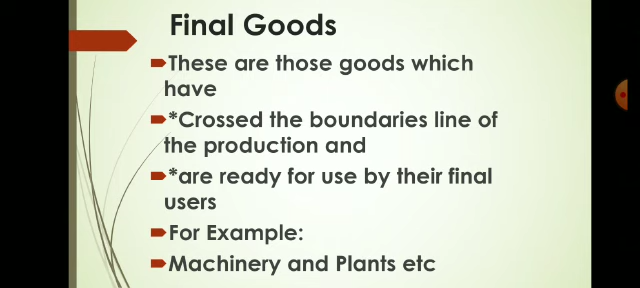 Final Goods
These are those goods which
have
*Crossed the boundaries line of
the production and
*are ready for use by their final
users
For Example:
Machinery and Plants etc